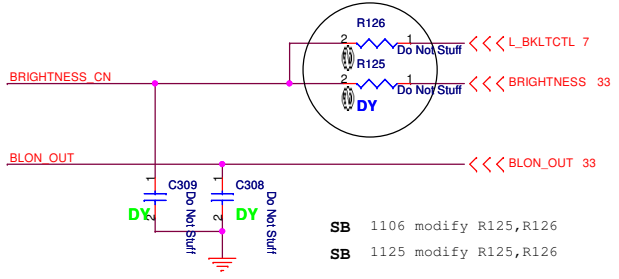 R126
2 1
Do Not Stuff
L_BKLTCTL 7
R125
BRIGHTNESS_CN
2 1
Do Not Stuff
BRIGHTNESS 33
DY
BLON_OUT
BLON_OUT 33
1 C309
DY 2
Do Not Stuff
1 C308
2 DY
Do Not Stuff
SB 1106 modify R125,R126
SB 1125 modify R125,R126